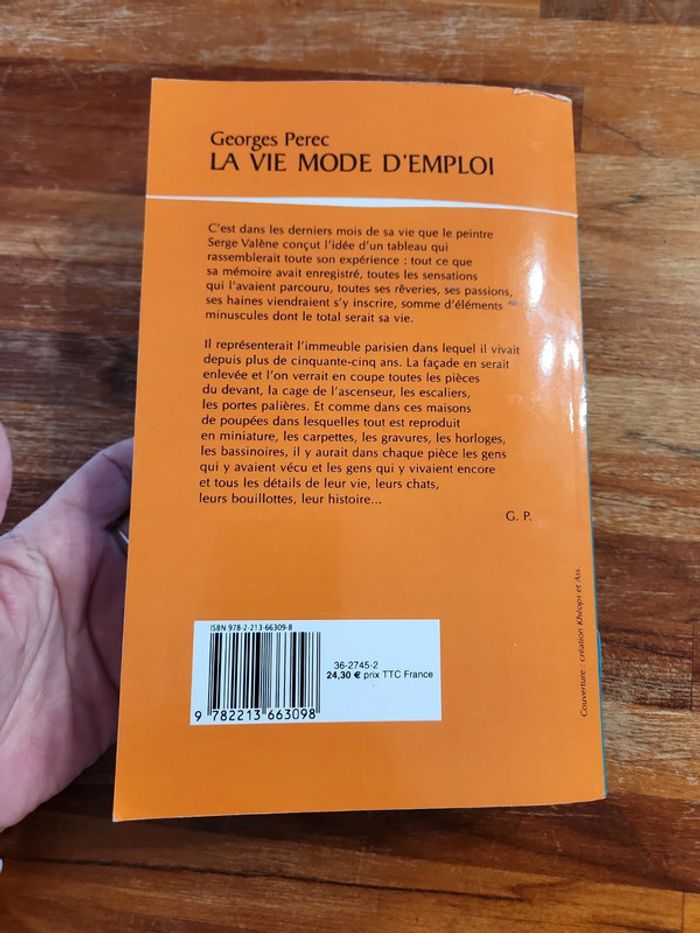 Georges Perec
LA VIE MODE D'EMPLOI
C'est dans les derniers mois de sa vie que le peintre
Serge Valène conçut l'idée d'un tableau qui
rassemblerait toute son expérience : tout ce que
sa mémoire avait enregistré, toutes les sensations
qui l'avaient parcouru, toutes ses rêveries, ses passions,
ses haines viendraient s'y inscrire, somme d'éléments
minuscules dont le total serait sa vie.
Il représenterait l'immeuble parisien dans lequel il vivait
depuis plus de cinquante-cinq ans. La façade en serait
enlevée et l'on verrait en coupe toutes les pièces
du devant, la cage de l'ascenseur, les escaliers,
les portes palières. Et comme dans ces maisons
de poupées dans lesquelles tout est reproduit
en miniature, les carpettes, les gravures, les horloges,
les bassinoires, il y aurait dans chaque pièce les gens
qui y avaient vécu et les gens qui y vivaient encore
et tous les détails de leur vie, leurs chats,
leurs bouillottes, leur histoire...
G. P.
Couverture : création Khéops et Ass.
ISBN 978-2-213-66309-8
36-2745-2
24,30 € prix TTC France
9 782213 663098